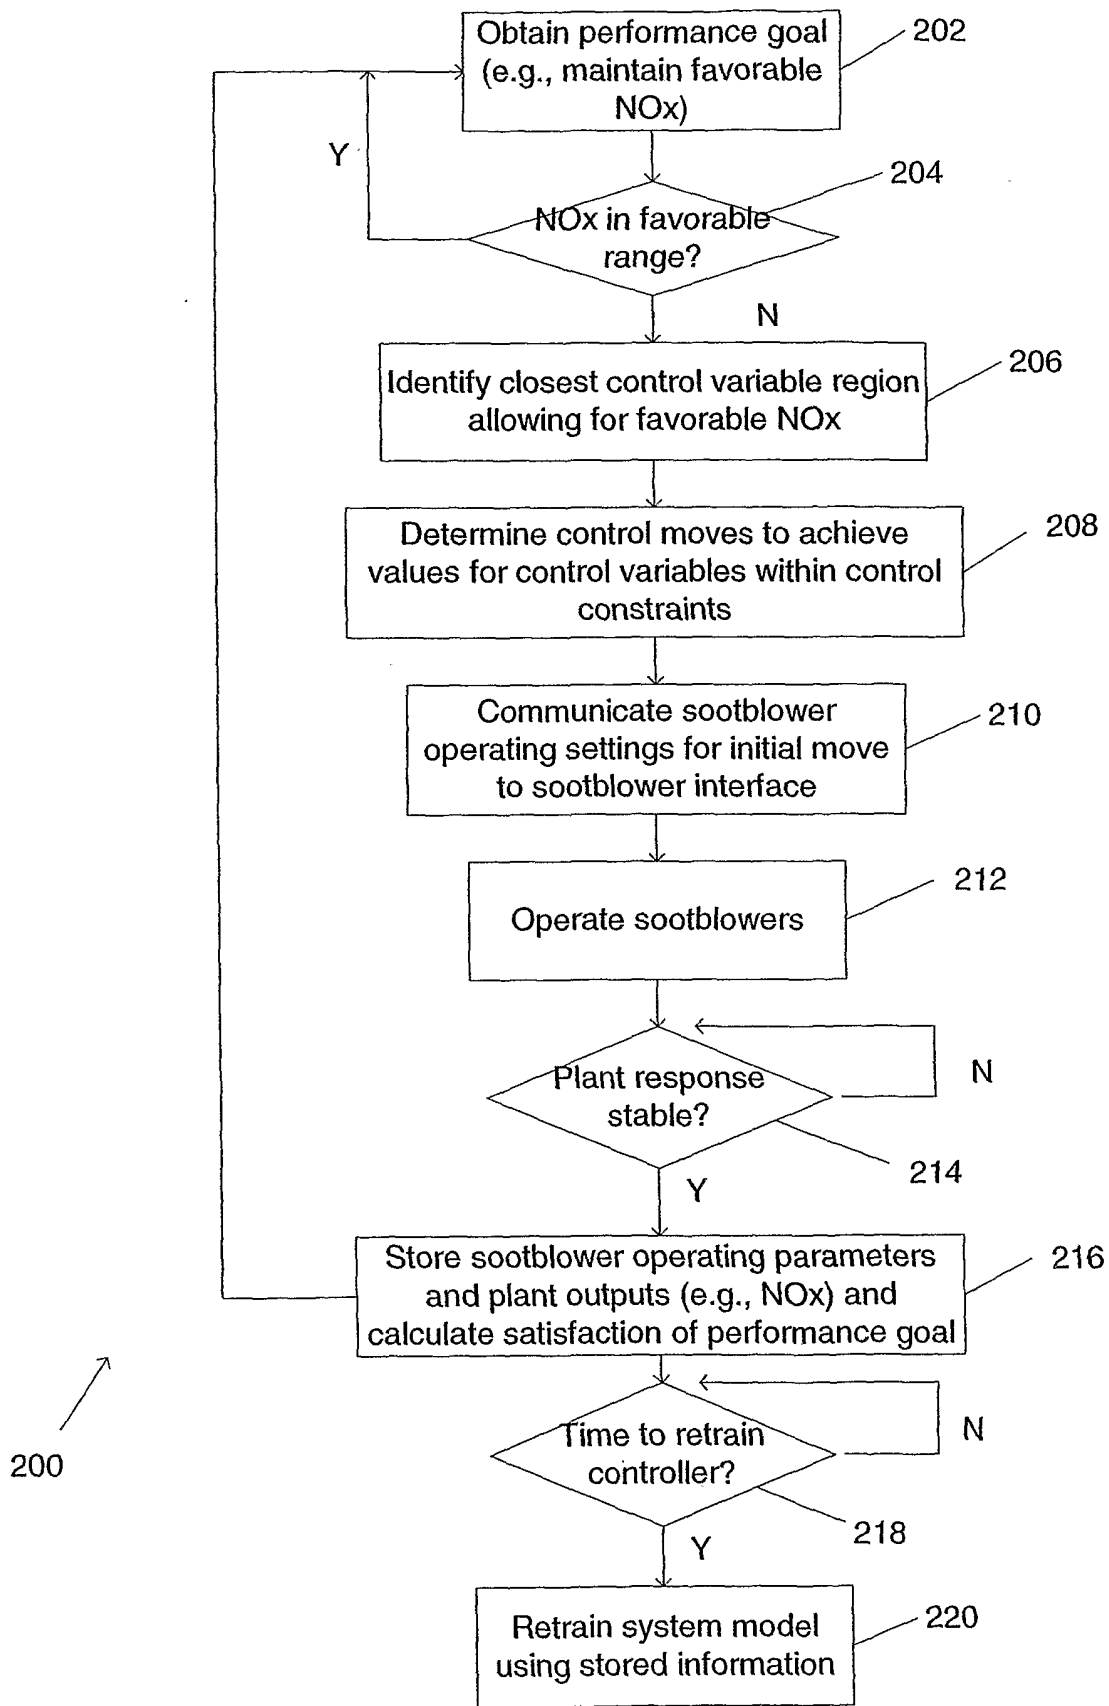 Obtain performance goal
(e.g., maintain favorable
NOx)
202
Y
204
NOx in favorable
range?
N
206
Identify closest control variable region
allowing for favorable NOx
208
Determine control moves to achieve
values for control variables within control
constraints
210
Communicate sootblower
operating settings for initial move
to sootblower interface
212
Operate sootblowers
Plant response
stable?
N
214
Y
216
Store sootblower operating parameters
and plant outputs (e.g., NOx) and
calculate satisfaction of performance goal
200
Time to retrain
controller?
N
218
Y
220
Retrain system model
using stored information